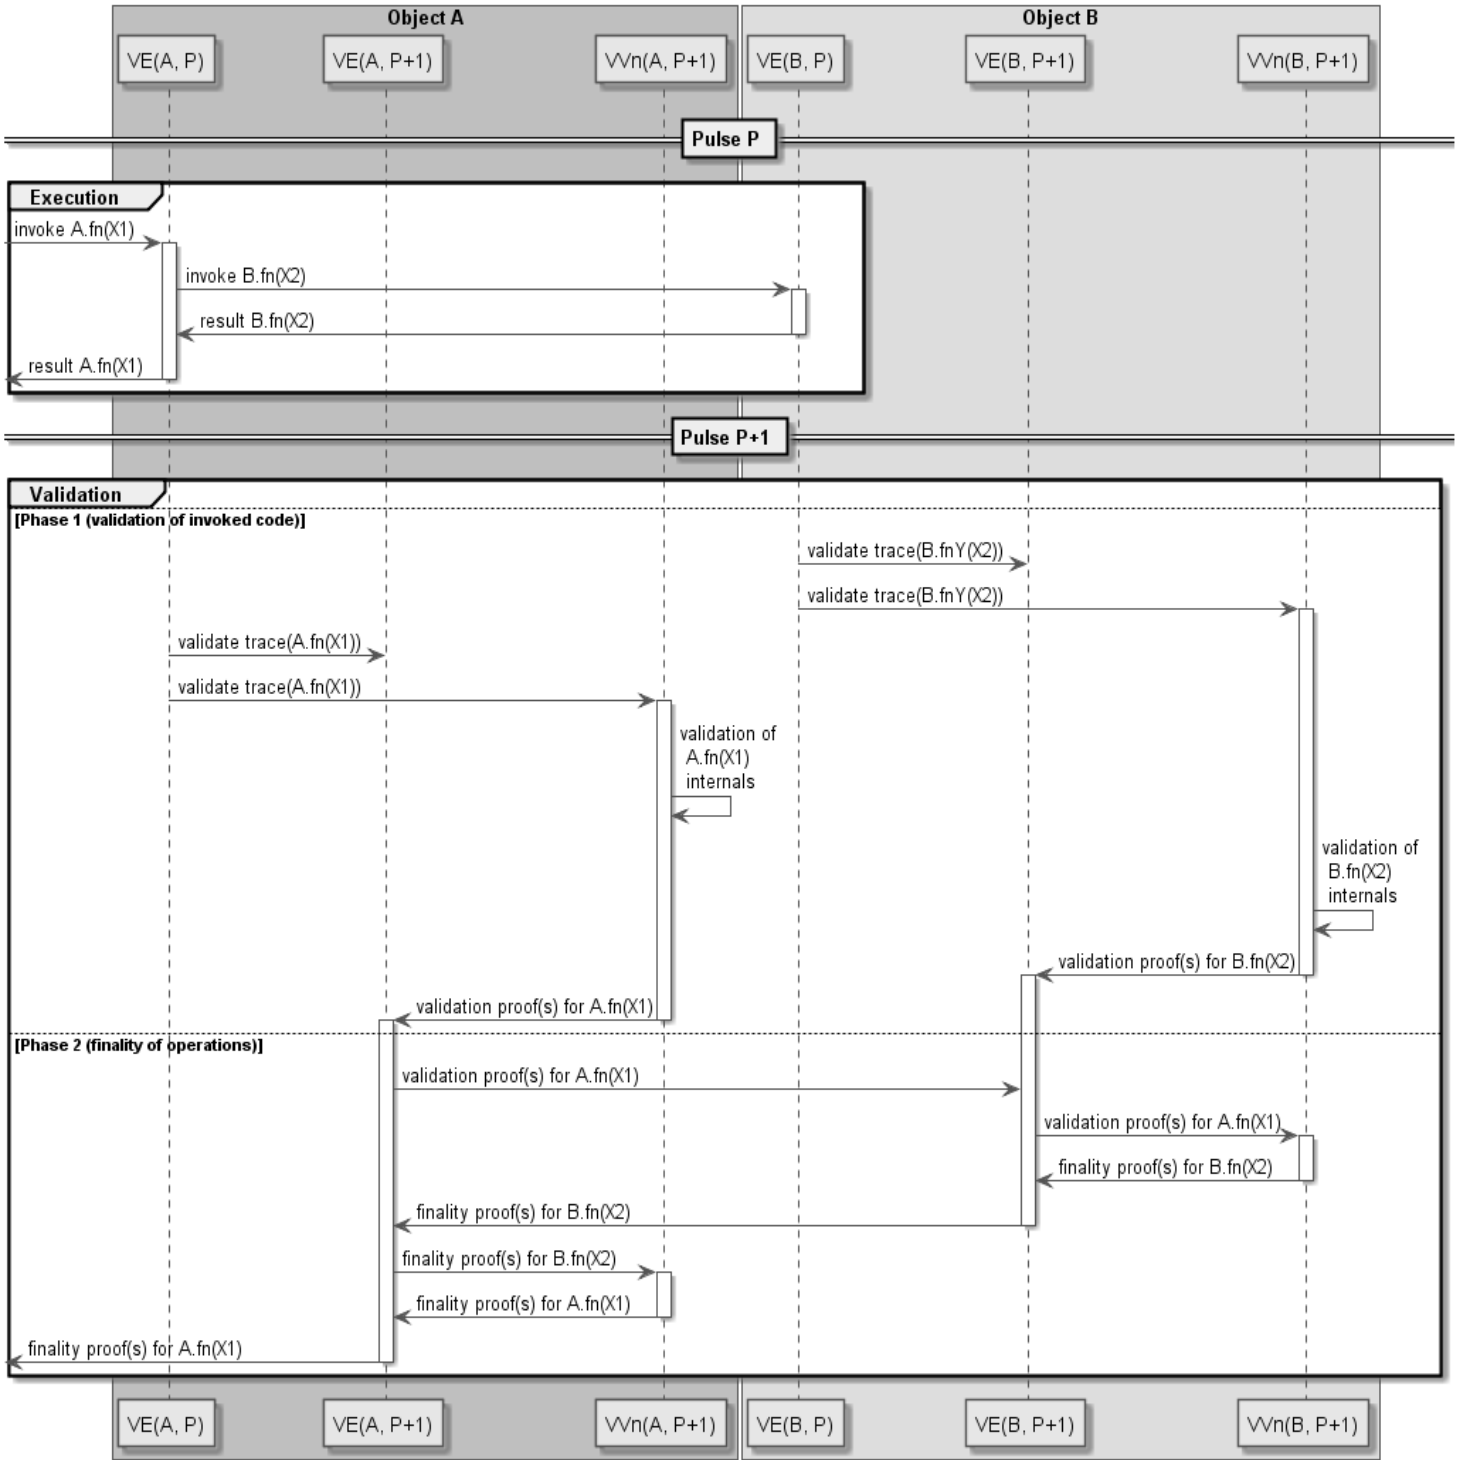 Object A
Object B
VE(A, P)
VE(A, P+1)
VVn(A, P+1)
VE(B, P)
VE(B, P+1)
VVn(B, P+1)
Pulse P
Execution
invoke A.fn(X1)
invoke B.fn(X2)
result B.fn(X2)
result A.fn(X1)
Pulse P+1
Validation
[Phase 1 (validation of invoked code)]
validate trace(B.fnY(X2))
validate trace(B.fnY(X2))
validate trace(A.fn(X1))
validate trace(A.fn(X1))
validation of
A.fn(X1)
internals
validation of
B.fn(X2)
internals
validation proof(s) for B.fn(X2)
validation proof(s) for A.fn(X1)
[Phase 2 (finality of operations)]
validation proof(s) for A.fn(X1)
validation proof(s) for A.fn(X1)
finality proof(s) for B.fn(X2)
finality proof(s) for B.fn(X2)
finality proof(s) for B.fn(X2)
finality proof(s) for A.fn(X1)
finality proof(s) for A.fn(X1)
VE(A, P)
VE(A, P+1)
VVn(A, P+1)
VE(B, P)
VE(B, P+1)
VVn(B, P+1)